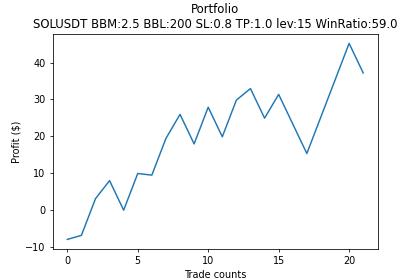 Portfolio
SOLUSDT BBM:2.5 BBL:200 SL:0.8 TP:1.0 lev:15 WinRatio:59.0
40
30
20
10
0
−10
Profit ($)
0
5
10
15
20
Trade counts